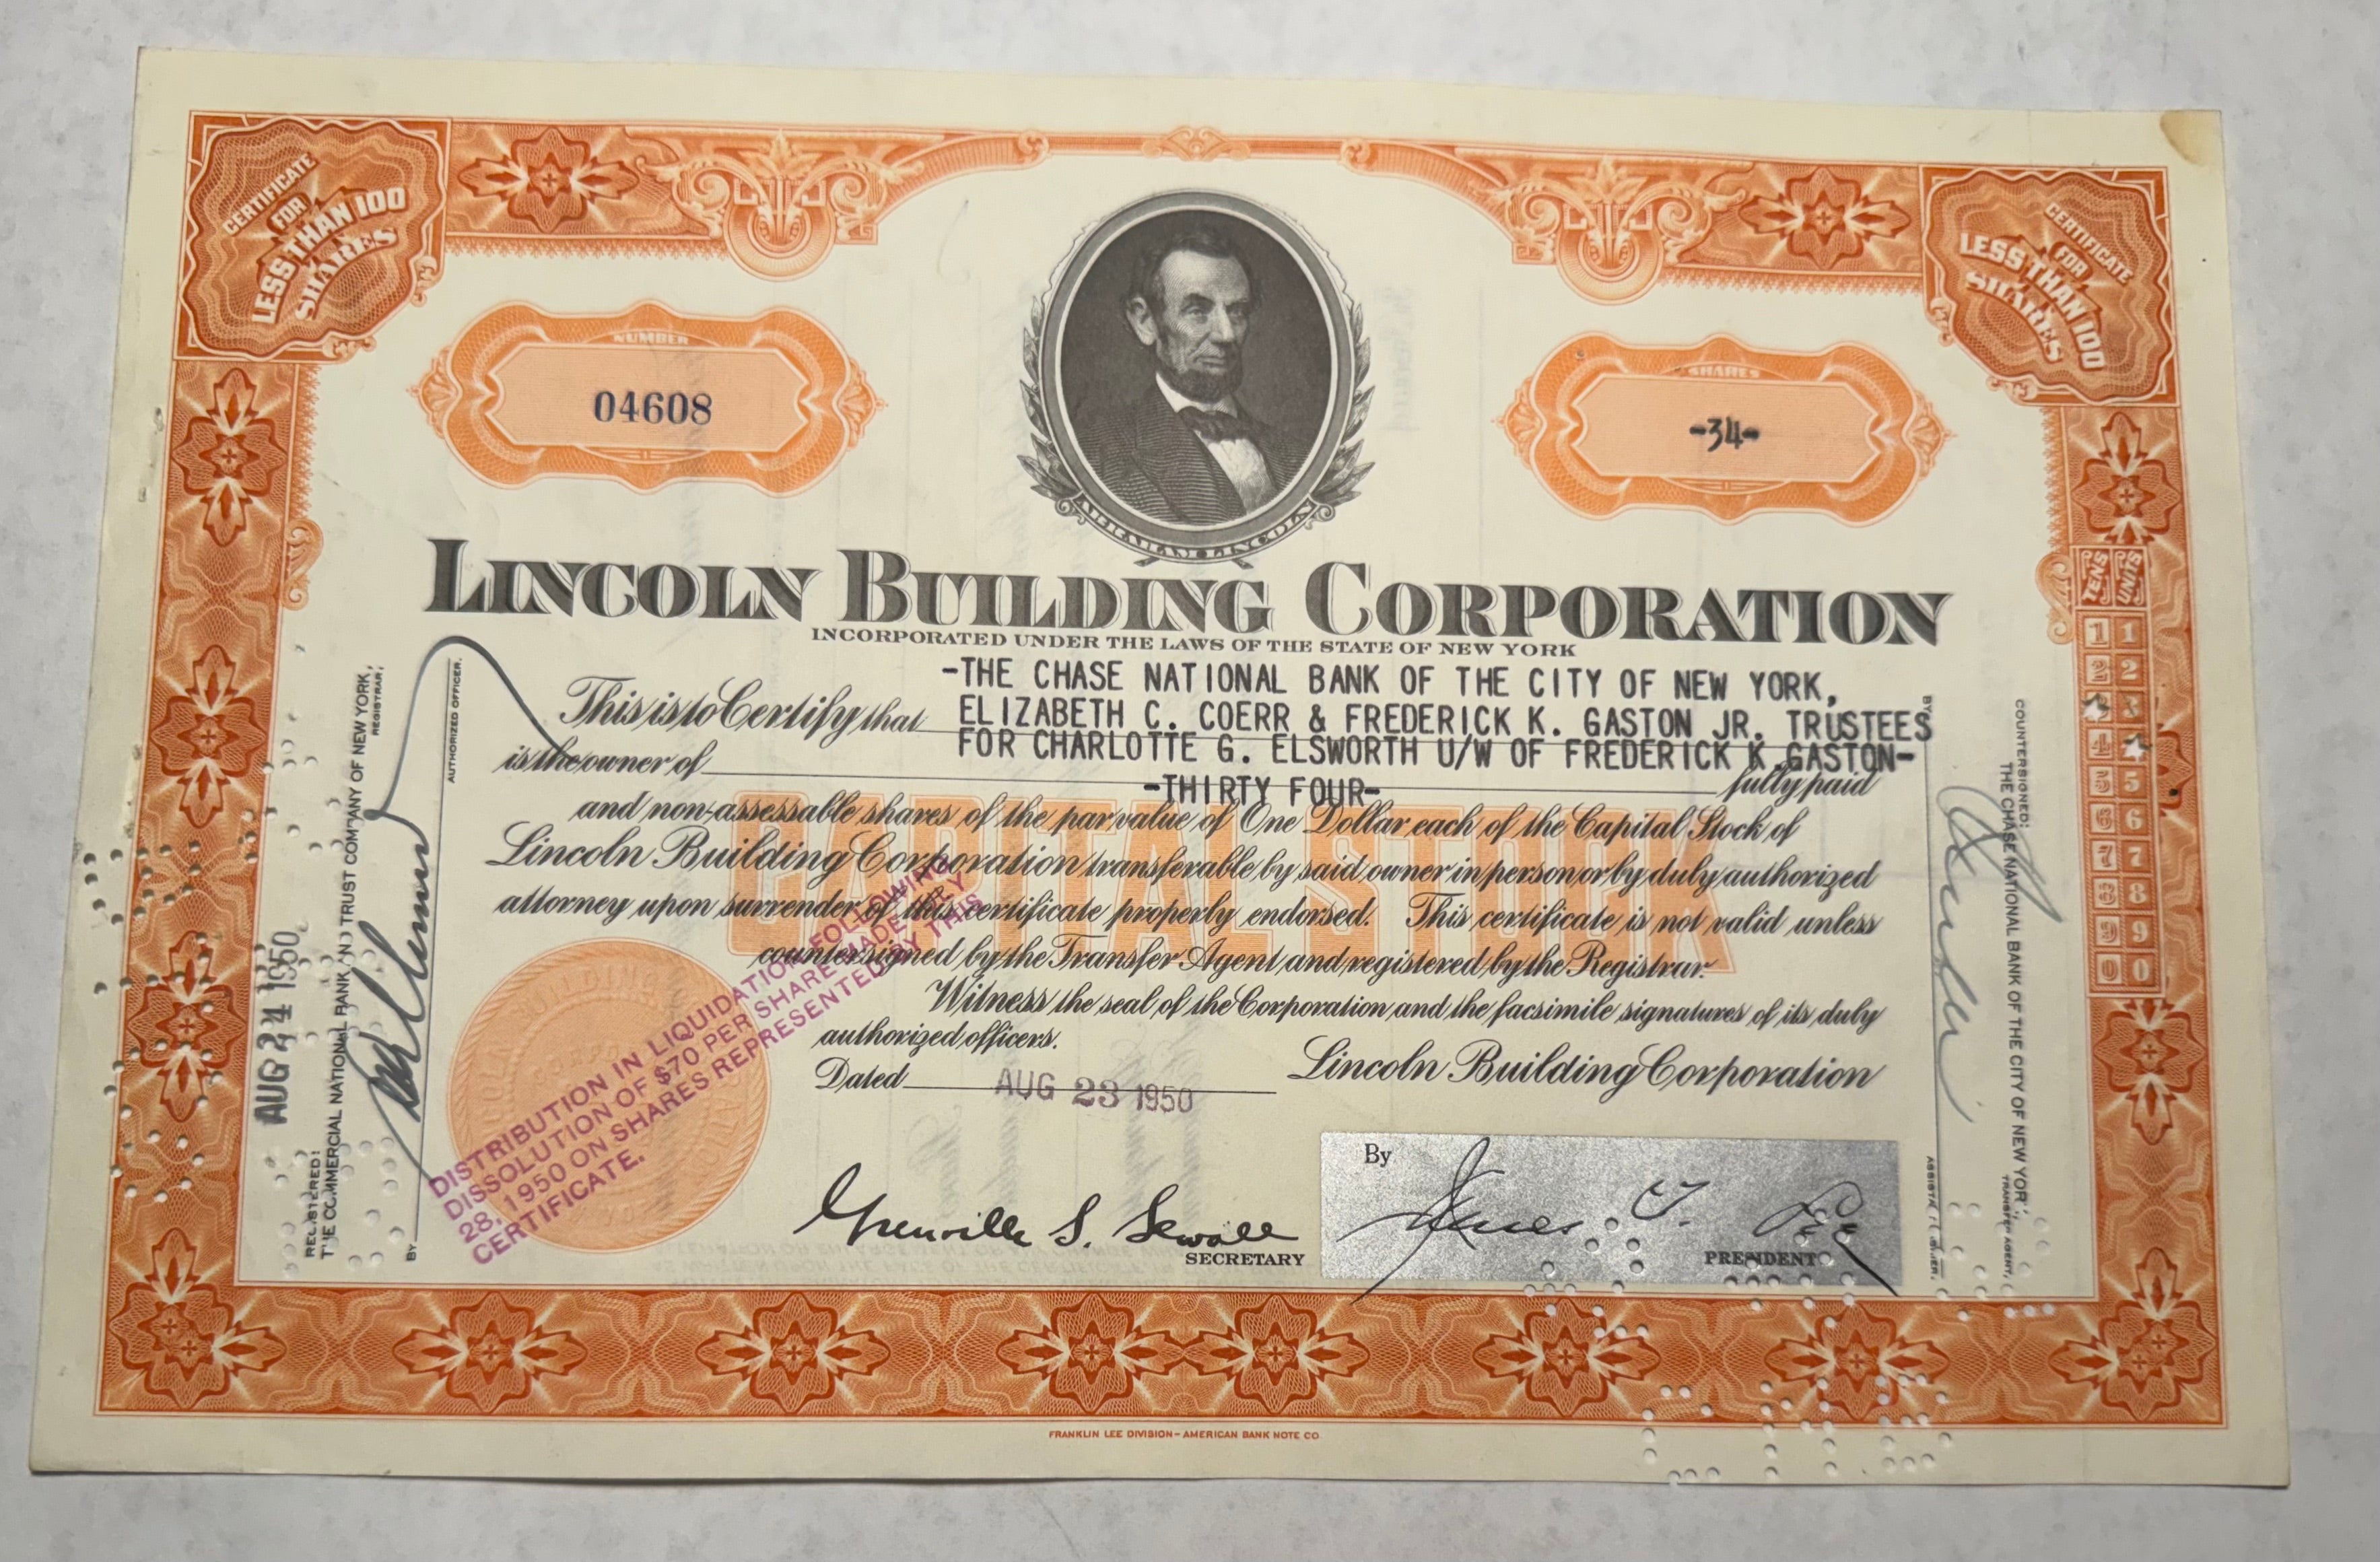 CERTIFICATE
FOR
LESS THAN 100
SHARES
CERTIFICATE
FOR
LESS THAN 100
SHARES
NUMBER
04608
SHARES
-34-
ABRAHAM LINCOLN
LINCOLN BUILDING CORPORATION
INCORPORATED UNDER THE LAWS OF THE STATE OF NEW YORK
-THE CHASE NATIONAL BANK OF THE CITY OF NEW YORK,
This is to Certify that ELIZABETH C. COERR & FREDERICK K. GASTON JR. TRUSTEES
FOR CHARLOTTE G. ELSWORTH U/W OF FREDERICK K.GASTON-
is the owner of -THIRTY FOUR- fully paid
and non-assessable shares of the par value of One Dollar each of the Capital Stock of
Lincoln Building Corporation transferable by said owner in person or by duly authorized
attorney upon surrender of this certificate properly endorsed. This certificate is not valid unless
countersigned by the Transfer Agent and registered by the Registrar.
Witness the seal of the Corporation and the facsimile signatures of its duly
authorized officers.
Dated AUG 23 1950
Lincoln Building Corporation
CAPITAL STOCK
Grenville S. Sewall
SECRETARY
By James T. Lee
PRESIDENT
DISTRIBUTION IN LIQUIDATION FOLLOWING
DISSOLUTION OF $70 PER SHARE MADE
28, 1950 ON SHARES REPRESENTED BY THIS
CERTIFICATE.
AUG 24 1950
REGISTERED:
THE COMMERCIAL NATIONAL BANK AND TRUST COMPANY OF NEW YORK,
REGISTRAR,
BY
AUTHORIZED OFFICER.
COUNTERSIGNED:
THE CHASE NATIONAL BANK OF THE CITY OF NEW YORK,
TRANSFER AGENT,
BY
ASSISTANT CASHIER.
TENS UNITS
1 1
2 2
4
5 5
6 6
7 7
8 8
9 9
0 0
FRANKLIN LEE DIVISION - AMERICAN BANK NOTE CO.